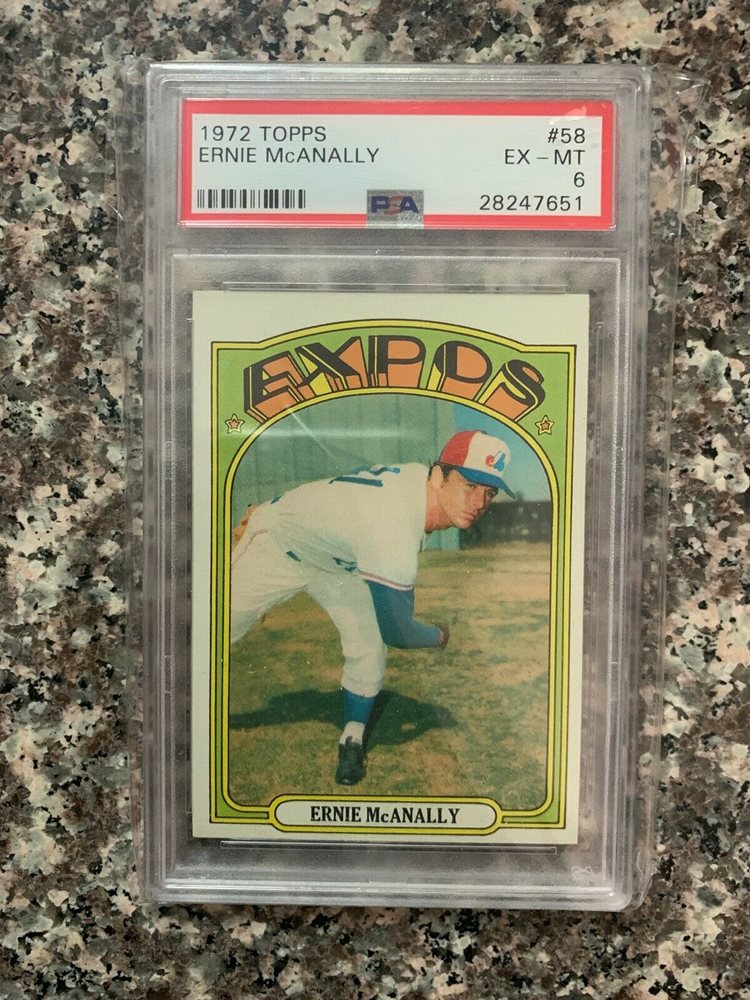 1972 TOPPS #58
ERNIE McANALLY EX - MT
6
PSA 28247651
EXPOS
ERNIE McANALLY